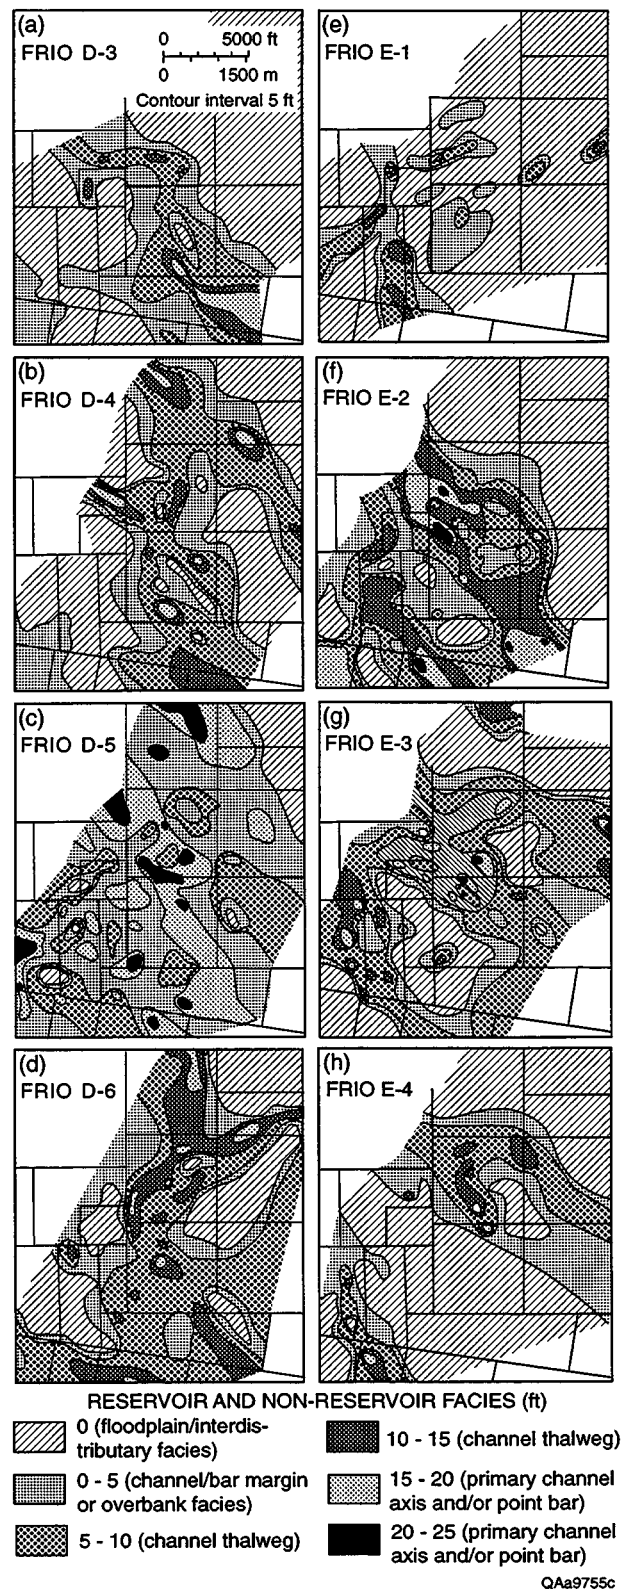 (a)
FRIO D-3
0 5000 ft
0 1500 m
Contour interval 5 ft
(e)
FRIO E-1
(b)
FRIO D-4
(f)
FRIO E-2
(c)
FRIO D-5
(g)
FRIO E-3
(d)
FRIO D-6
(h)
FRIO E-4
RESERVOIR AND NON-RESERVOIR FACIES (ft)
0 (floodplain/interdis-
tributary facies)
0 - 5 (channel/bar margin
or overbank facies)
5 - 10 (channel thalweg)
10 - 15 (channel thalweg)
15 - 20 (primary channel
axis and/or point bar)
20 - 25 (primary channel
axis and/or point bar)
QAa9755c